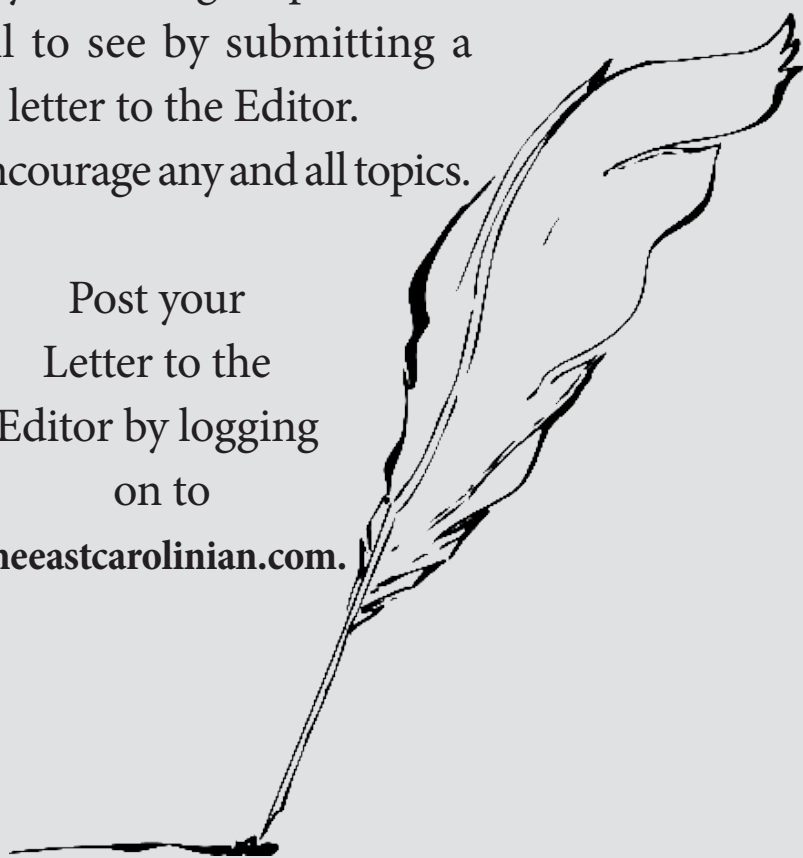 to see by submitting a
letter to the Editor.
any and all topics.
Post your
Letter to the
Editor by logging
on to
heeastcarolinian.com.